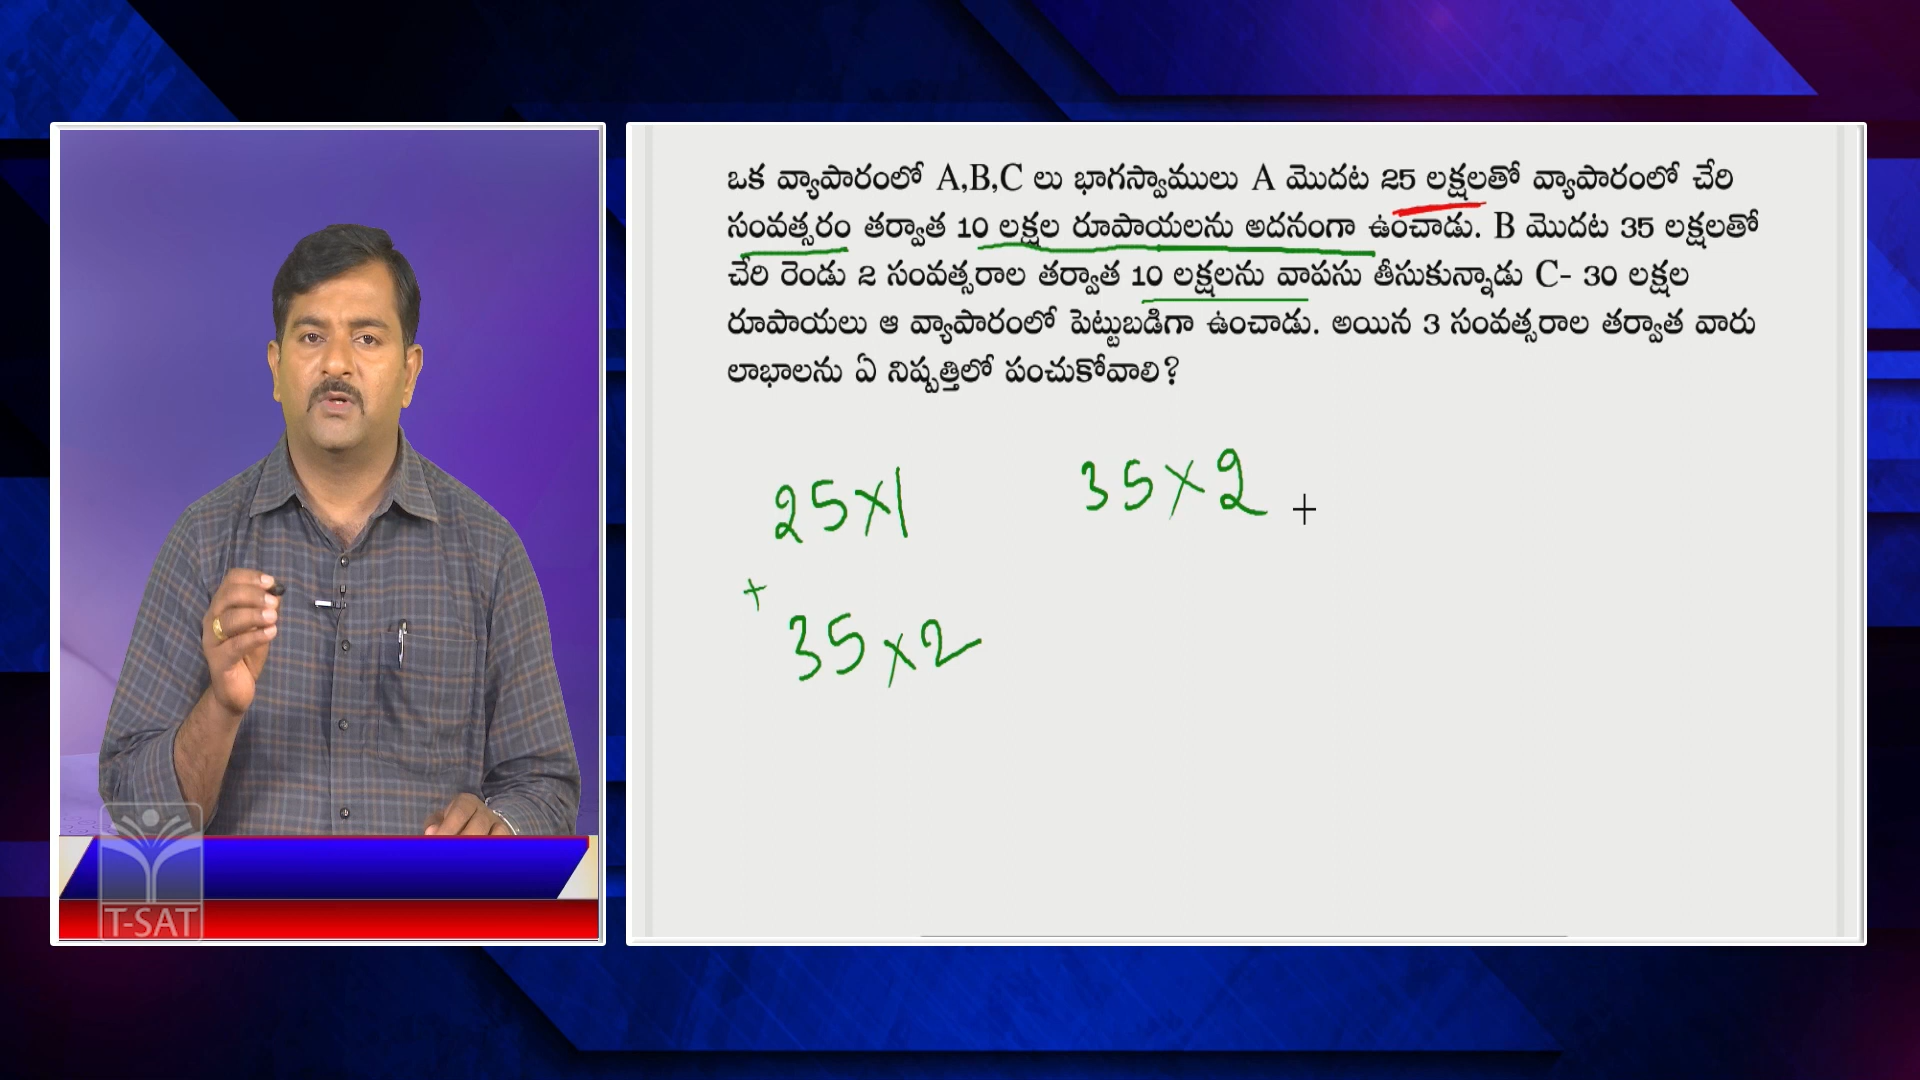 ఒక వ్యాపారంలో A,B,C లు భాగస్వాములు A మొదట 25 లక్షలతో వ్యాపారంలో చేరి
సంవత్సరం తర్వాత 10 లక్షల రూపాయలను అదనంగా ఉంచాడు. B మొదట 35 లక్షలతో
చేరి రెండు 2 సంవత్సరాల తర్వాత 10 లక్షలను వాపసు తీసుకున్నాడు C- 30 లక్షల
రూపాయలు ఆ వ్యాపారంలో పెట్టుబడిగా ఉంచాడు. అయిన 3 సంవత్సరాల తర్వాత వారు
లాభాలను ఏ నిష్పత్తిలో పంచుకోవాలి?
25×1 35×2
+
35×2
T-SAT